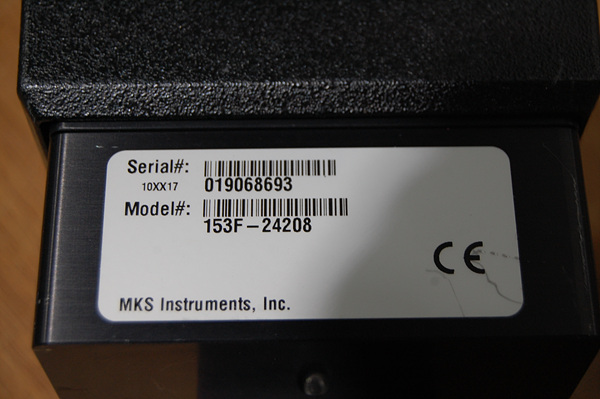 Serial#:
10XX17 019068693
Model#:
153F-24208
CE
MKS Instruments, Inc.